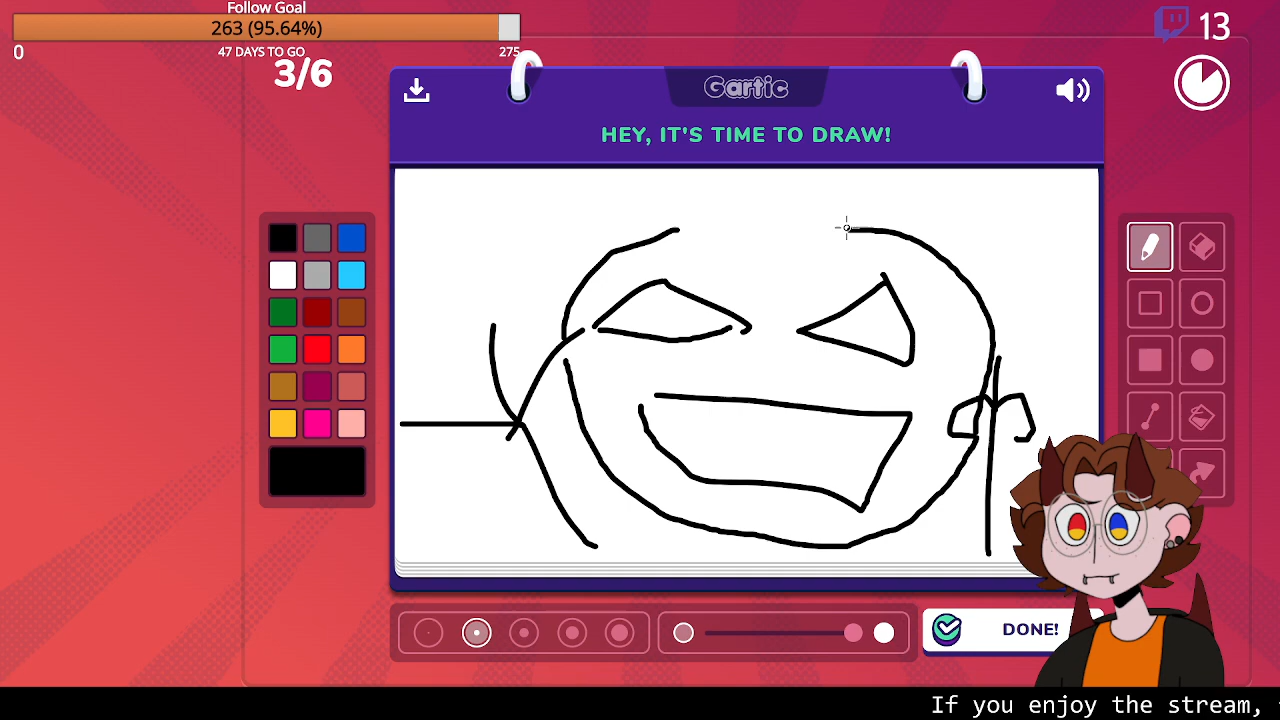 Follow Goal
263 (95.64%)
0
47 DAYS TO GO
275
3/6
13
Gartic
HEY, IT'S TIME TO DRAW!
DONE!
If you enjoy the stream,